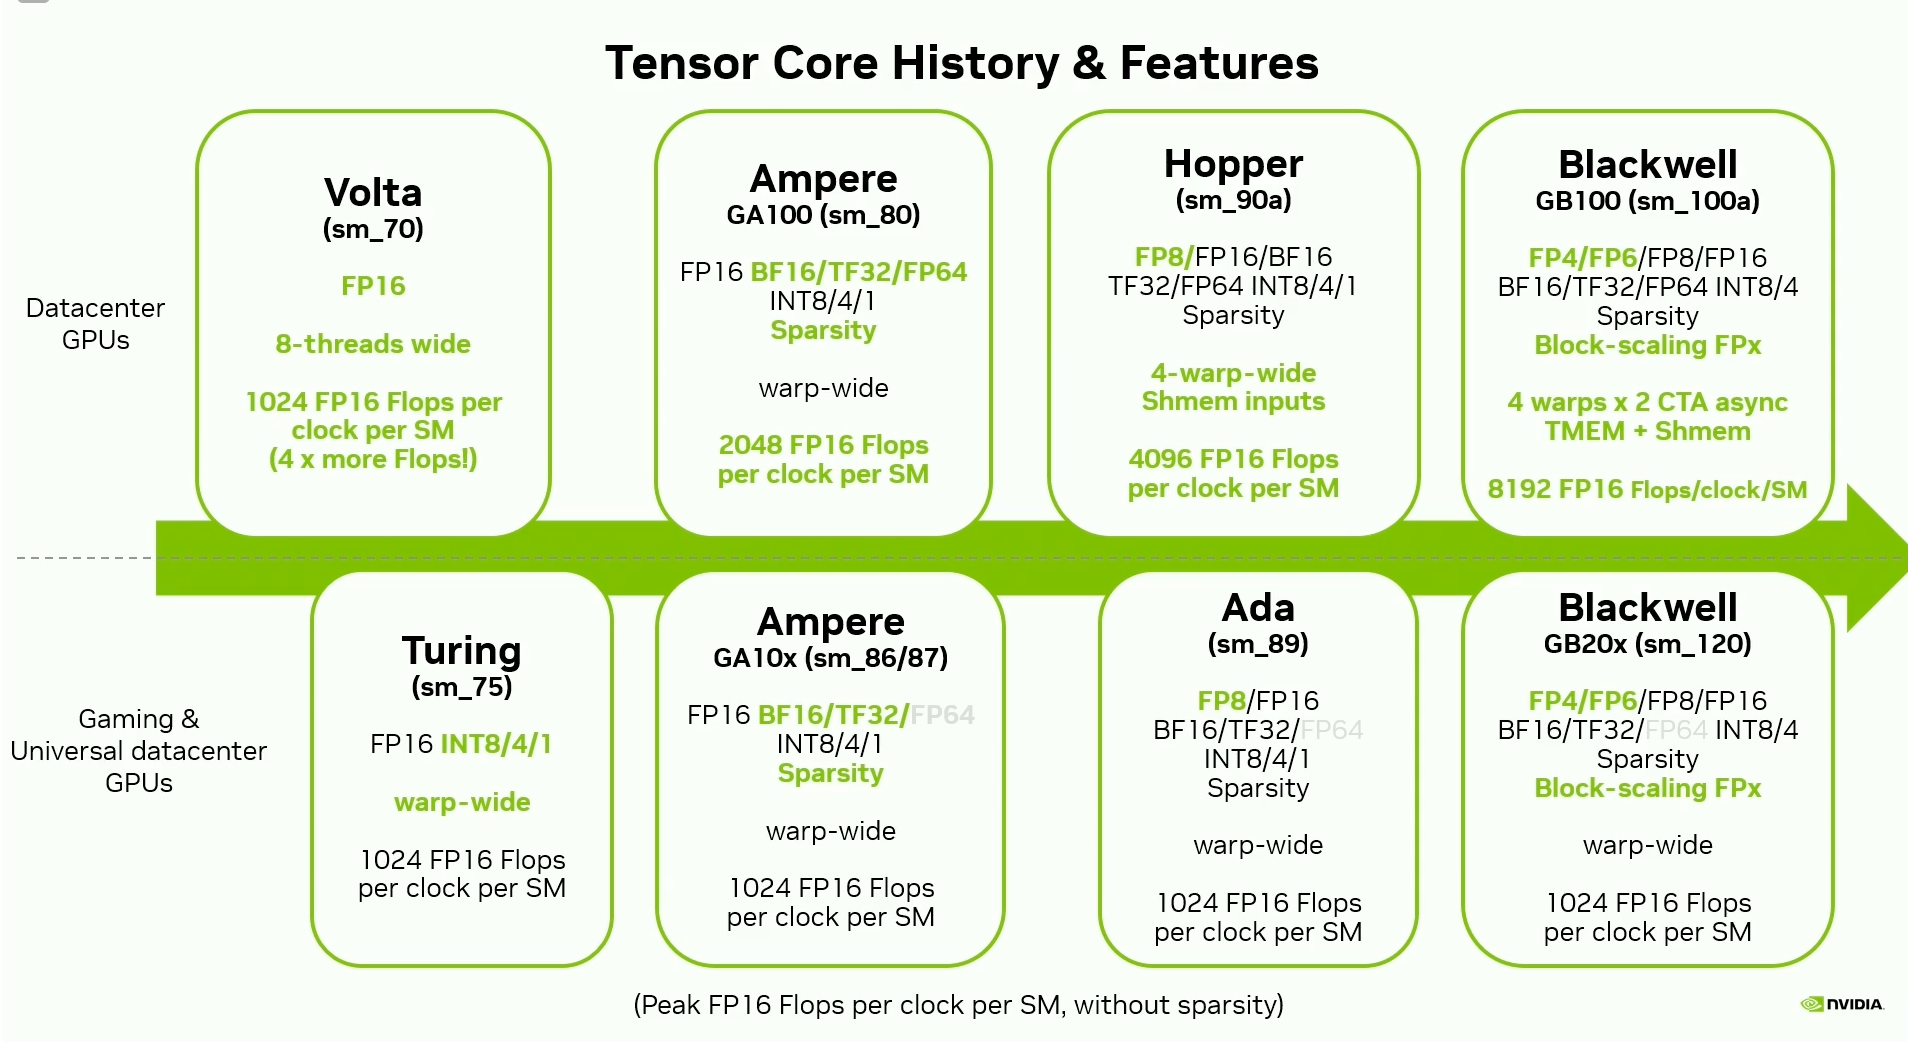 Tensor Core History & Features
Datacenter
GPUs
Volta
(sm_70)
FP16
8-threads wide
1024 FP16 Flops per
clock per SM
(4 x more Flops!)
Ampere
GA100 (sm_80)
FP16 BF16/TF32/FP64
INT8/4/1
Sparsity
warp-wide
2048 FP16 Flops
per clock per SM
Hopper
(sm_90a)
FP8/FP16/BF16
TF32/FP64 INT8/4/1
Sparsity
4-warp-wide
Shmem inputs
4096 FP16 Flops
per clock per SM
Blackwell
GB100 (sm_100a)
FP4/FP6/FP8/FP16
BF16/TF32/FP64 INT8/4
Sparsity
Block-scaling FPx
4 warps x 2 CTA async
TMEM + Shmem
8192 FP16 Flops/clock/SM
Gaming &
Universal datacenter
GPUs
Turing
(sm_75)
FP16 INT8/4/1
warp-wide
1024 FP16 Flops
per clock per SM
Ampere
GA10x (sm_86/87)
FP16 BF16/TF32/FP64
INT8/4/1
Sparsity
warp-wide
1024 FP16 Flops
per clock per SM
Ada
(sm_89)
FP8/FP16
BF16/TF32/FP64
INT8/4/1
Sparsity
warp-wide
1024 FP16 Flops
per clock per SM
Blackwell
GB20x (sm_120)
FP4/FP6/FP8/FP16
BF16/TF32/FP64 INT8/4
Sparsity
Block-scaling FPx
warp-wide
1024 FP16 Flops
per clock per SM
(Peak FP16 Flops per clock per SM, without sparsity)
NVIDIA